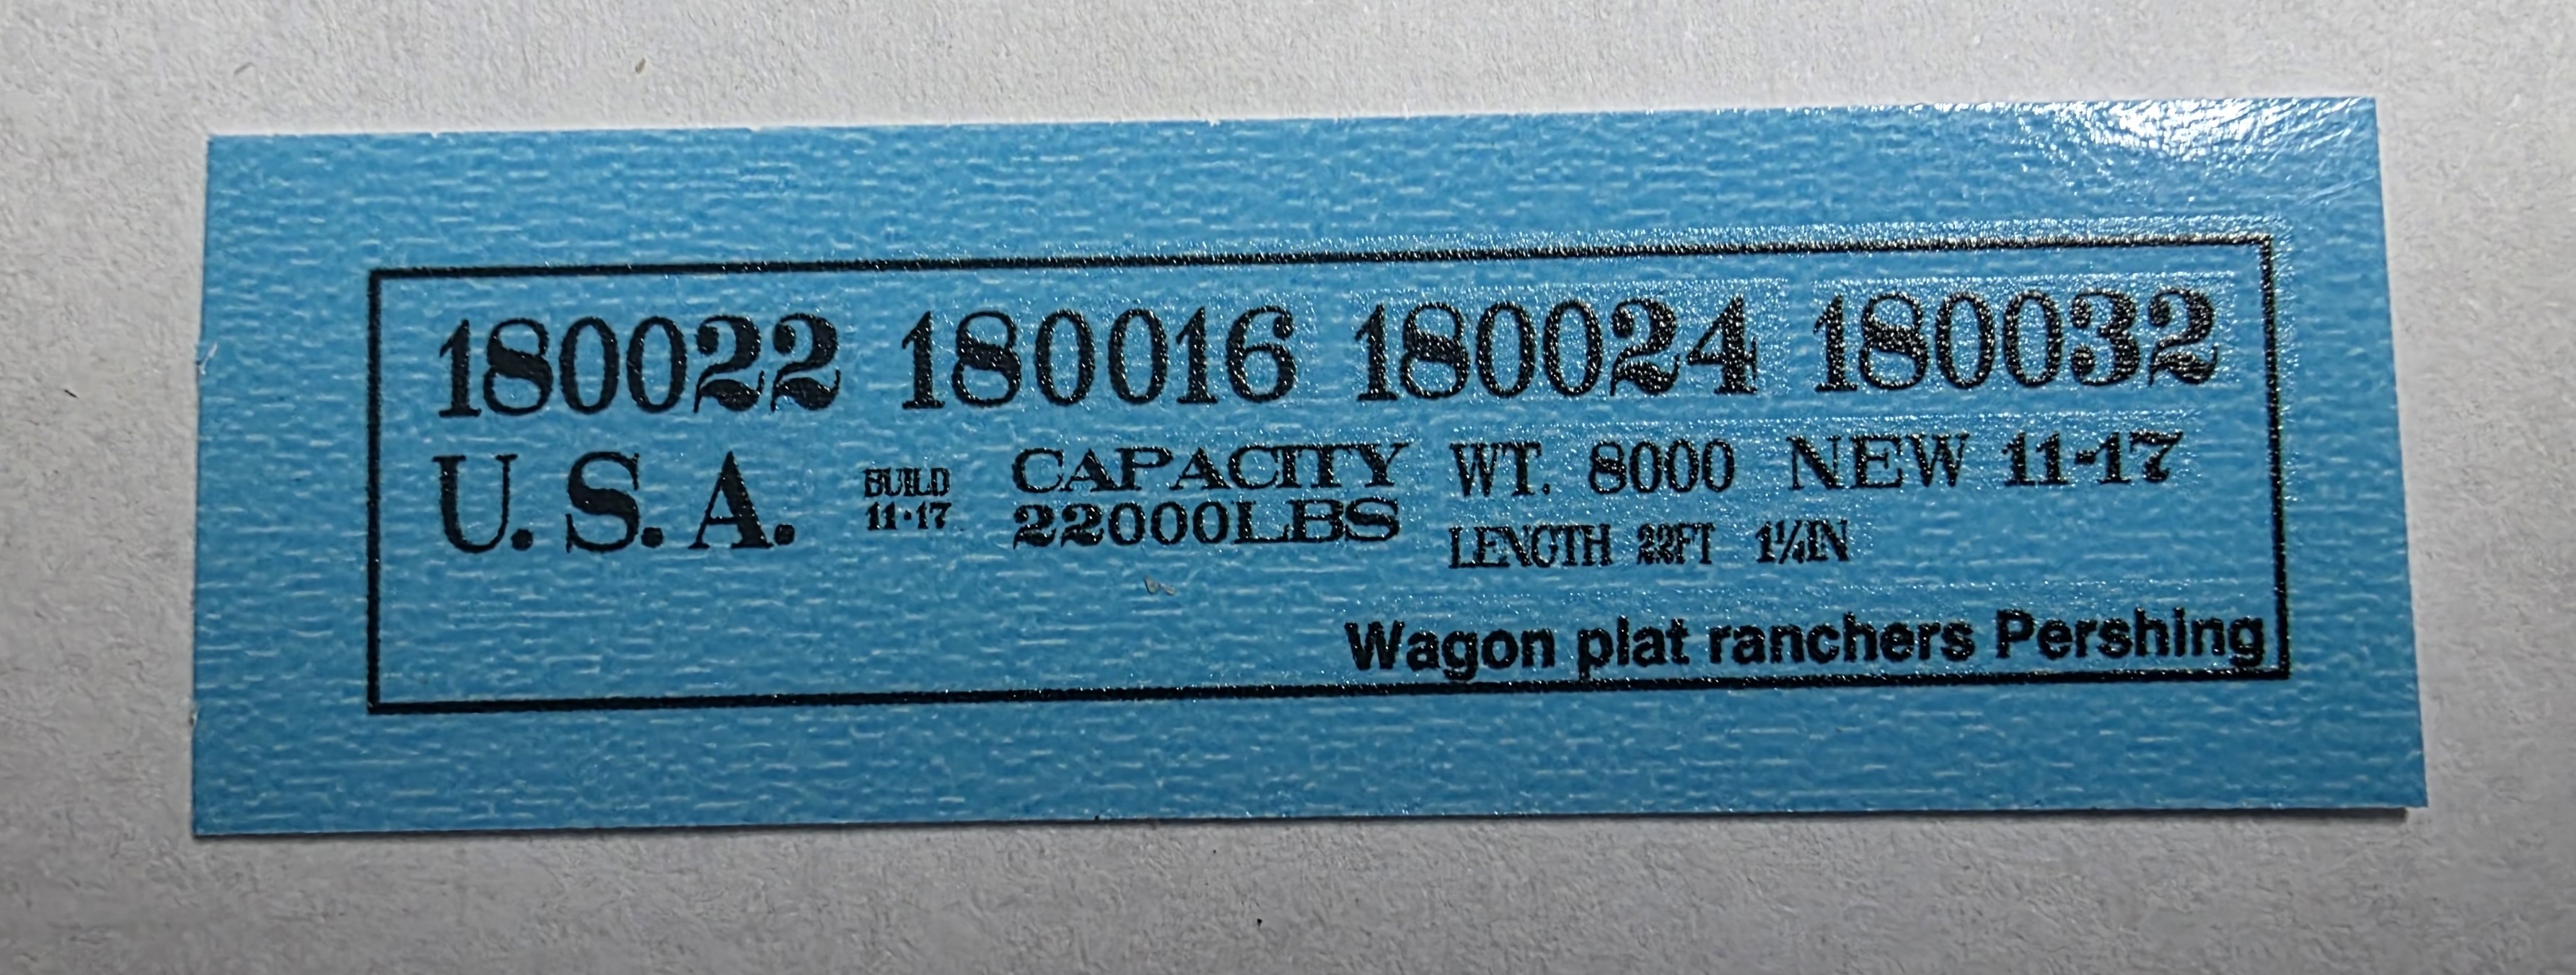 180022 180016 180024 180032
U.S.A. BUILD 11-17 CAPACITY 22000LBS WT. 8000 NEW 11-17
LENGTH 22FT 1¼IN
Wagon plat ranchers Pershing